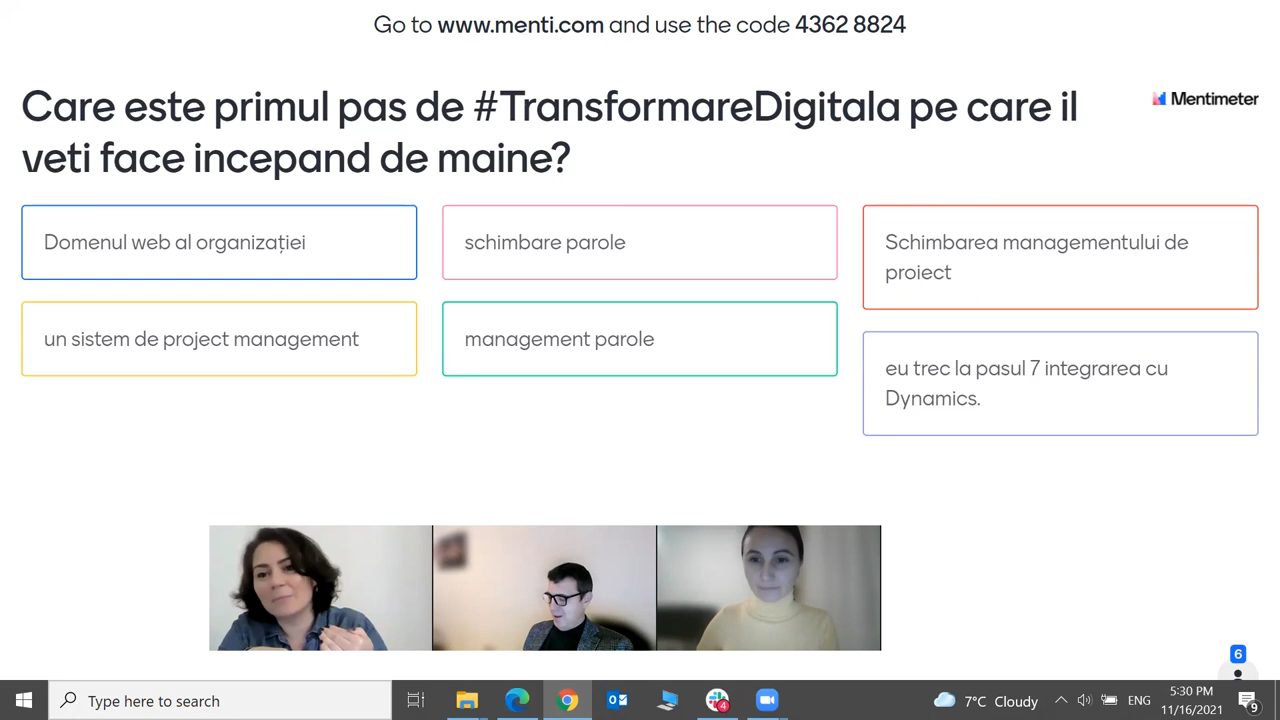 Go to www.menti.com and use the code 4362 8824
Care este primul pas de #TransformareDigitala pe care il
veti face incepand de maine?
Mentimeter
Domenul web al organizației
schimbare parole
Schimbarea managementului de
proiect
un sistem de project management
management parole
eu trec la pasul 7 integrarea cu
Dynamics.
6
Type here to search
4
7°C Cloudy
ENG
5:30 PM
11/16/2021
9